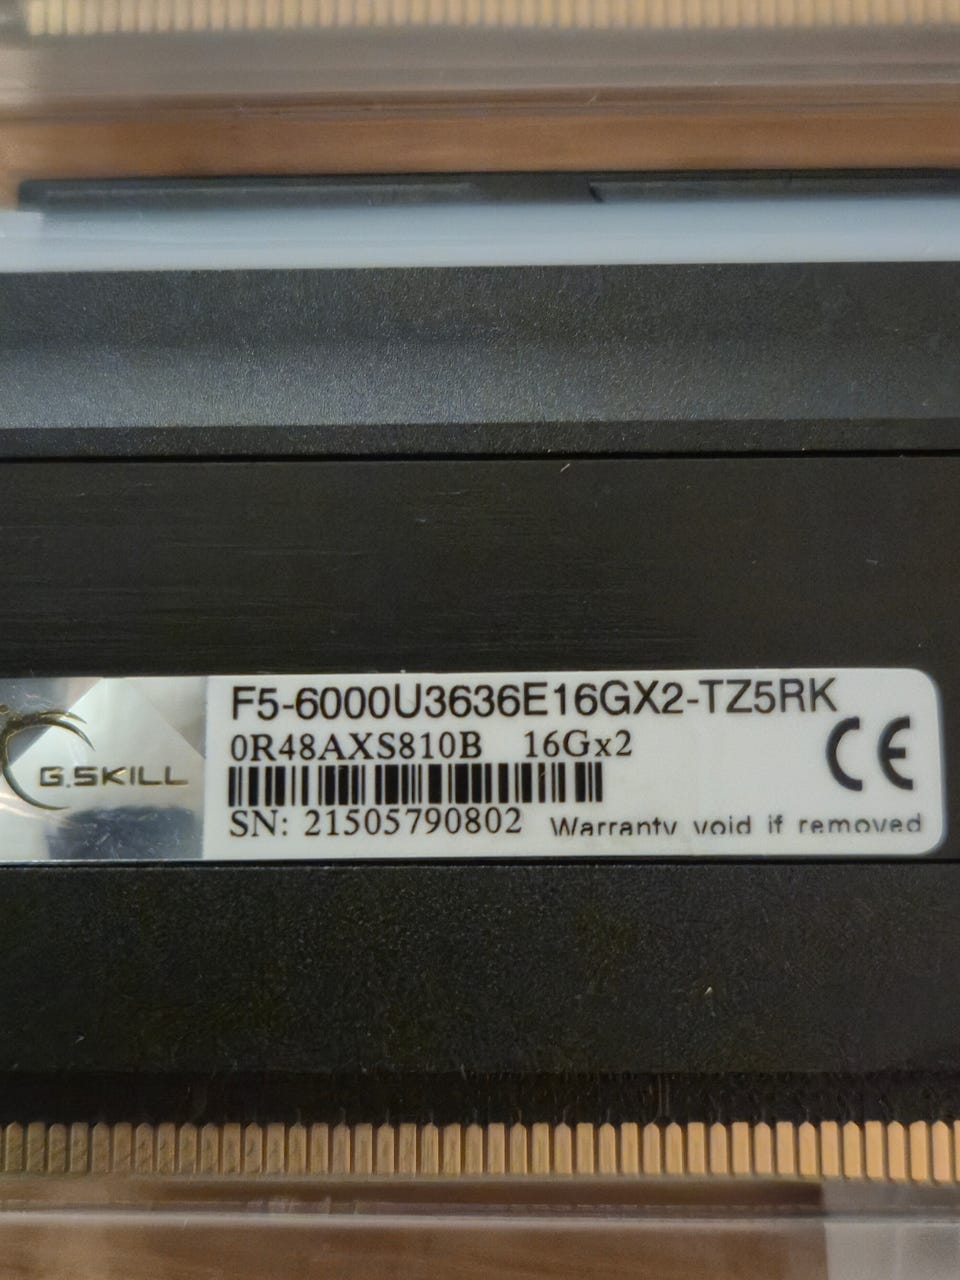 F5-6000U3636E16GX2-TZ5RK
0R48AXS810B 16Gx2
G.SKILL
CE
SN: 21505790802 Warranty void if removed